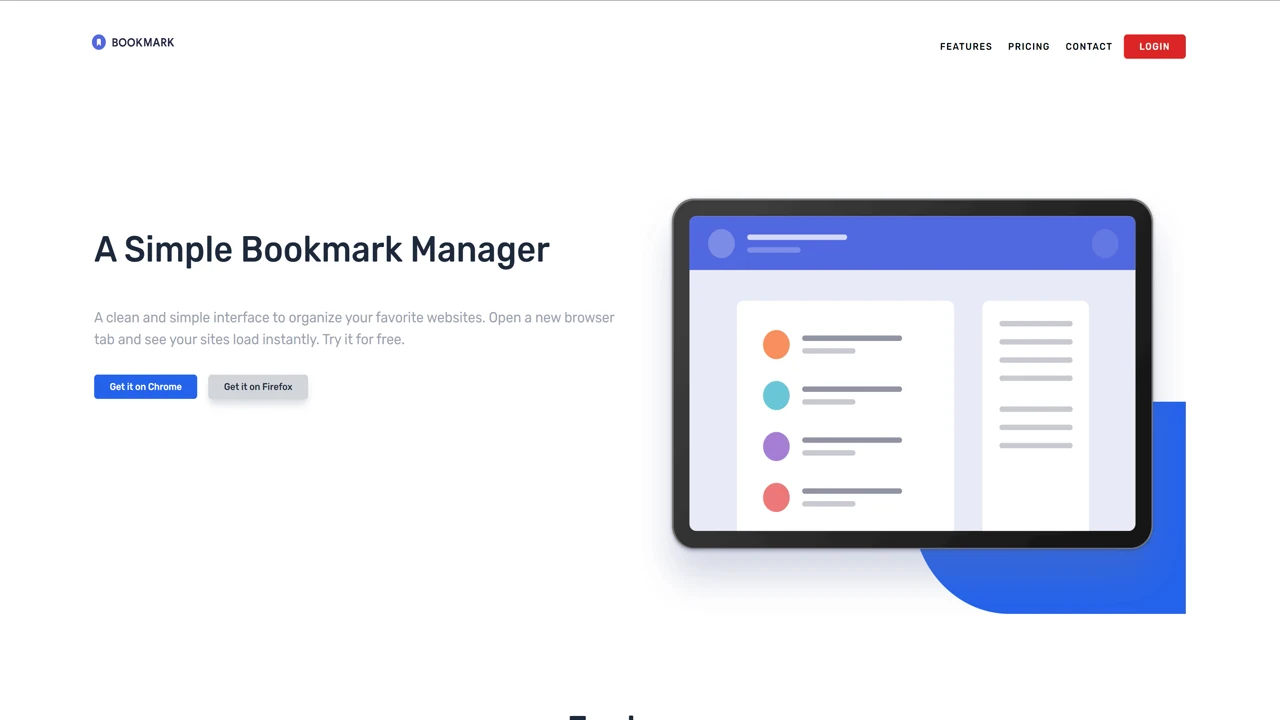 BOOKMARK
FEATURES PRICING CONTACT LOGIN
A Simple Bookmark Manager
A clean and simple interface to organize your favorite websites. Open a new browser
tab and see your sites load instantly. Try it for free.
Get it on Chrome Get it on Firefox